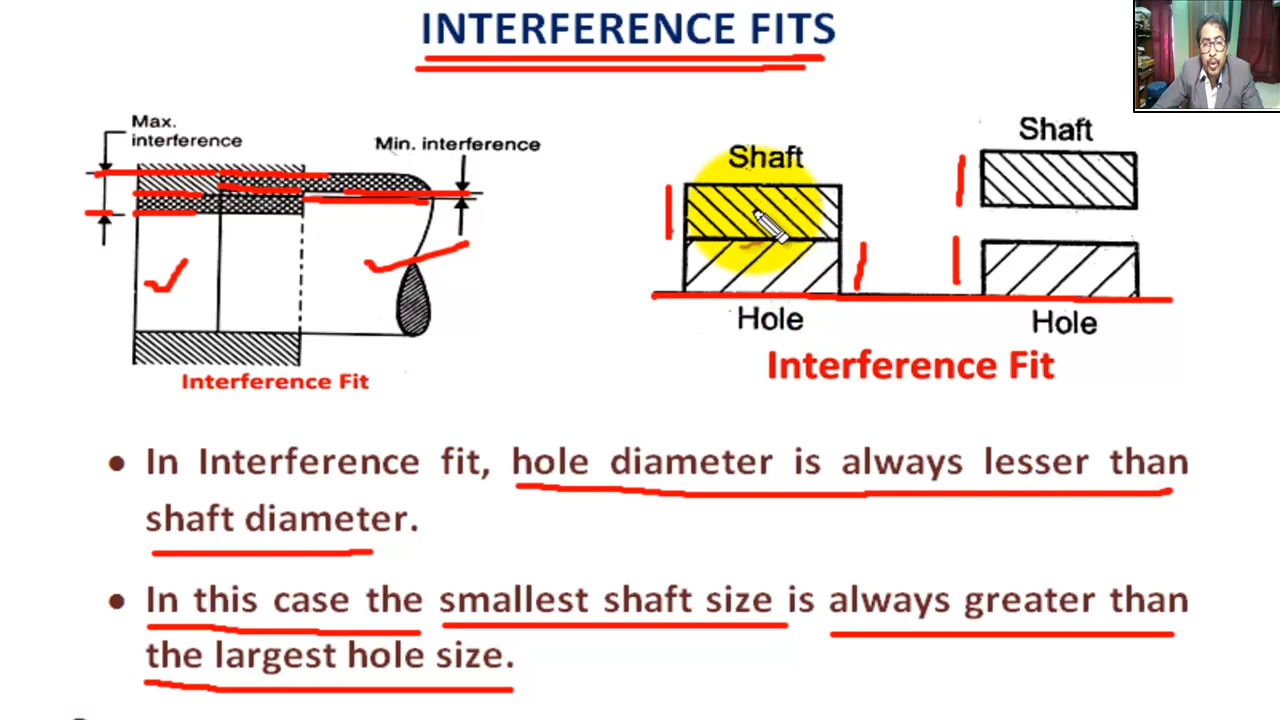 INTERFERENCE FITS
Max.
interference
Min. interference
Interference Fit
Shaft
Hole
Shaft
Hole
Interference Fit
• In Interference fit, hole diameter is always lesser than
shaft diameter.
• In this case the smallest shaft size is always greater than
the largest hole size.